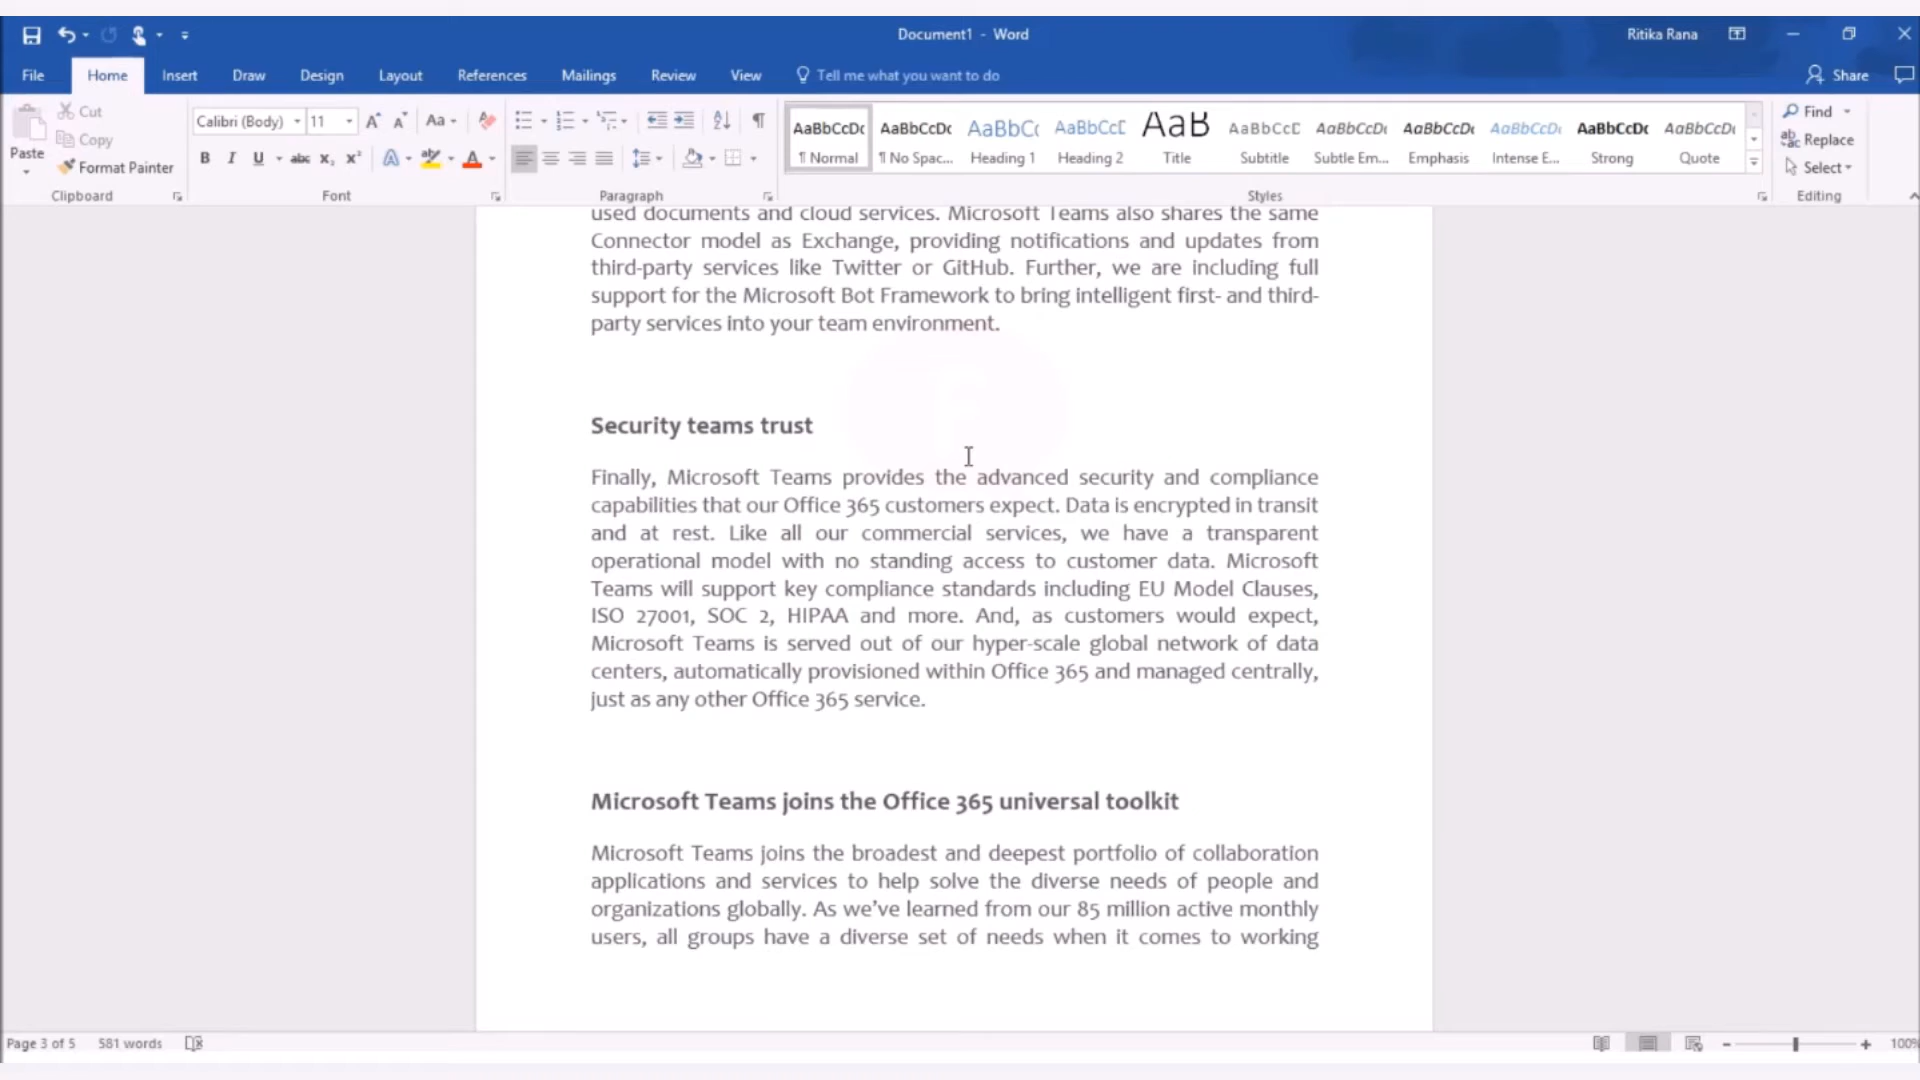 Document1 - Word
Ritika Rana
File Home Insert Draw Design Layout References Mailings Review View Tell me what you want to do Share
Paste
Cut
Copy
Format Painter
Clipboard
Calibri (Body) 11
Font
Paragraph
AaBbCcDc AaBbCcDc AaBbC( AaBbCcD AaB AaBbCcD AaBbCcDc AaBbCcDc AaBbCcDc AaBbCcDc AaBbCcDc
¶ Normal ¶ No Spac... Heading 1 Heading 2 Title Subtitle Subtle Em... Emphasis Intense E... Strong Quote
Styles
Find
Replace
Select
Editing
used documents and cloud services. Microsoft Teams also shares the same
Connector model as Exchange, providing notifications and updates from
third-party services like Twitter or GitHub. Further, we are including full
support for the Microsoft Bot Framework to bring intelligent first- and third-
party services into your team environment.
Security teams trust
Finally, Microsoft Teams provides the advanced security and compliance
capabilities that our Office 365 customers expect. Data is encrypted in transit
and at rest. Like all our commercial services, we have a transparent
operational model with no standing access to customer data. Microsoft
Teams will support key compliance standards including EU Model Clauses,
ISO 27001, SOC 2, HIPAA and more. And, as customers would expect,
Microsoft Teams is served out of our hyper-scale global network of data
centers, automatically provisioned within Office 365 and managed centrally,
just as any other Office 365 service.
Microsoft Teams joins the Office 365 universal toolkit
Microsoft Teams joins the broadest and deepest portfolio of collaboration
applications and services to help solve the diverse needs of people and
organizations globally. As we’ve learned from our 85 million active monthly
users, all groups have a diverse set of needs when it comes to working
Page 3 of 5 581 words 100%